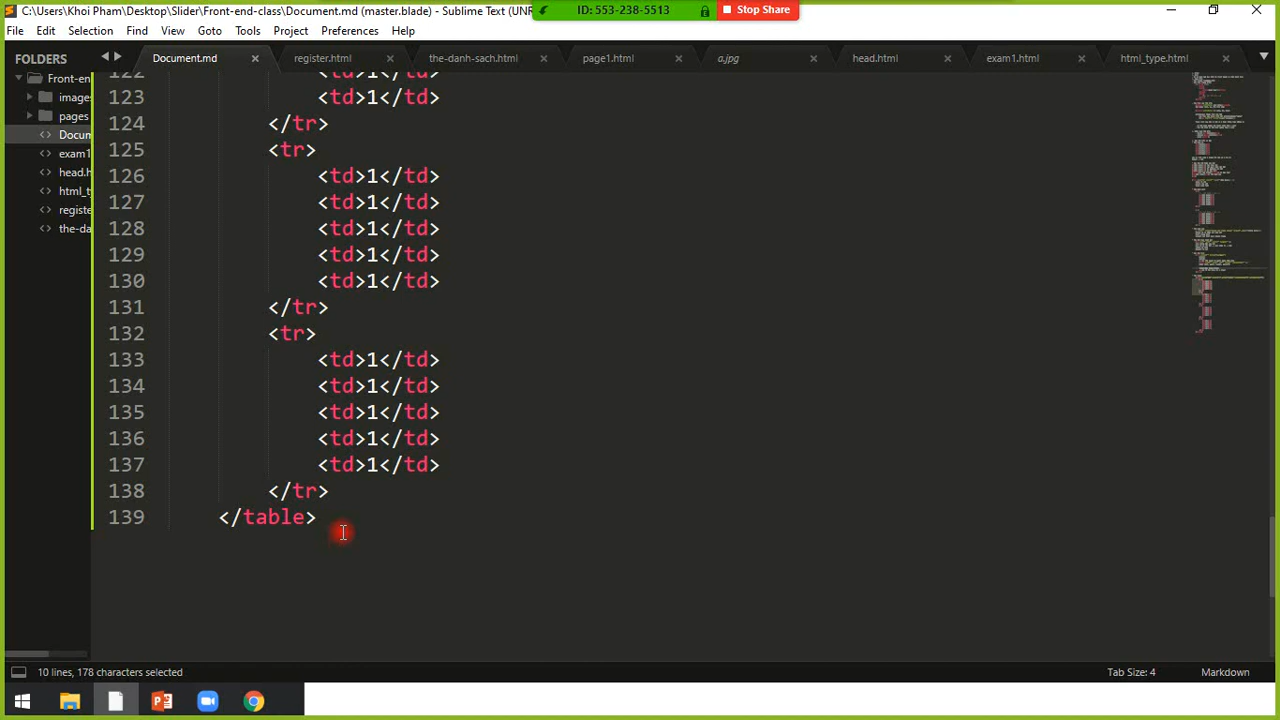 C:\Users\Khoi Pham\Desktop\Slider\Front-end-class\Document.md (master.blade) - Sublime Text (UNR
ID: 553-238-5513
Stop Share
File Edit Selection Find View Goto Tools Project Preferences Help
FOLDERS
Front-en
images
pages
Docum
exam1
head.h
html_ty
registe
the-da
Document.md register.html the-danh-sach.html page1.html a.jpg head.html exam1.html html_type.html
122 <td>1</td>
123 <td>1</td>
124 </tr>
125 <tr>
126 <td>1</td>
127 <td>1</td>
128 <td>1</td>
129 <td>1</td>
130 <td>1</td>
131 </tr>
132 <tr>
133 <td>1</td>
134 <td>1</td>
135 <td>1</td>
136 <td>1</td>
137 <td>1</td>
138 </tr>
139 </table>
10 lines, 178 characters selected
Tab Size: 4
Markdown